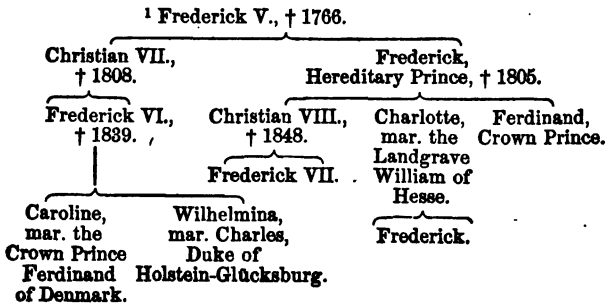 ¹ Frederick V., † 1766.
Christian VII.,
† 1808.
Frederick,
Hereditary Prince, † 1805.
Frederick VI.,
† 1839.
Christian VIII.,
† 1848.
Charlotte,
mar. the
Landgrave
William of
Hesse.
Ferdinand,
Crown Prince.
Frederick VII.
Frederick.
Caroline,
mar. the
Crown Prince
Ferdinand
of Denmark.
Wilhelmina,
mar. Charles,
Duke of
Holstein-Glücksburg.